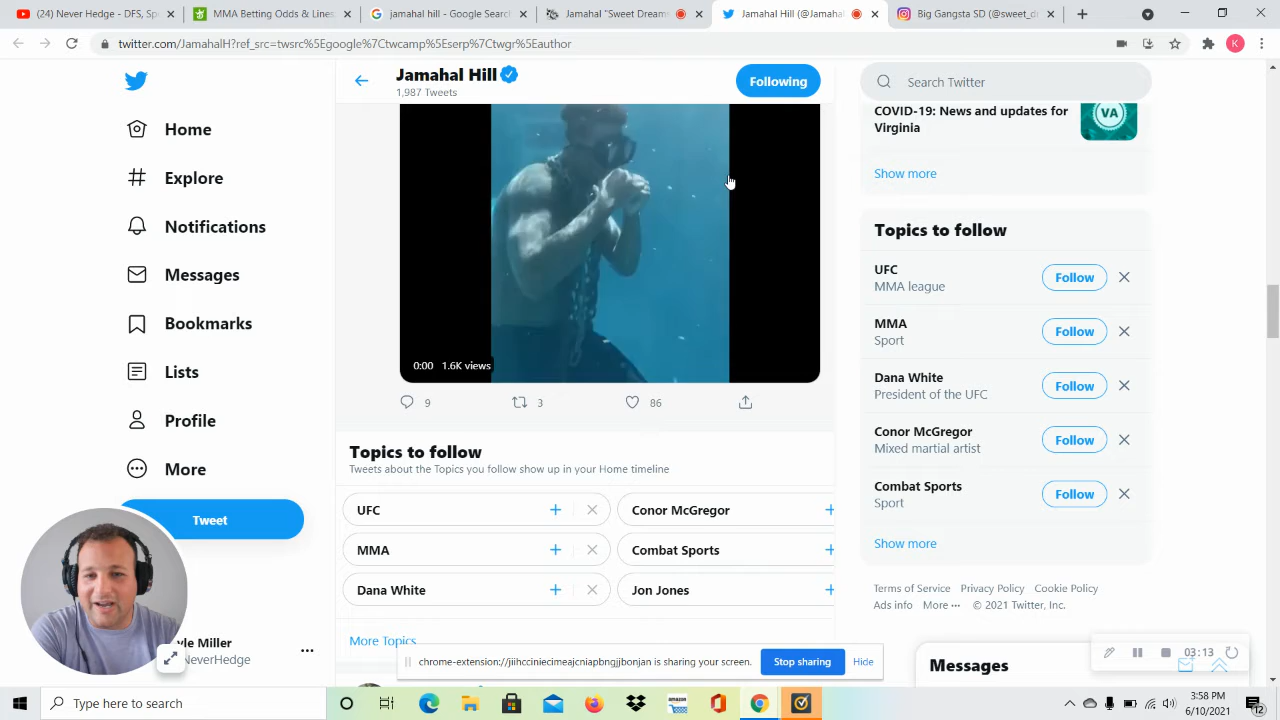 (24) Never Hedge - DFS, Sp
MMA Betting Odds & Lines
jamahal hill - Google Search
Jamahal "Sweet Dream
Jamahal Hill (@Jamaha
Big Gangsta SD (@sweet_dr
twitter.com/JamahalH?ref_src=twsrc%5Egoogle%7Ctwcamp%5Eserp%7Ctwgr%5Eauthor
K
Jamahal Hill
1,987 Tweets
Following
Search Twitter
Home
Explore
Notifications
Messages
Bookmarks
Lists
Profile
More
Tweet
yle Miller
NeverHedge
0:00 1.6K views
9 3 86
Topics to follow
Tweets about the Topics you follow show up in your Home timeline
UFC
Conor McGregor
MMA
Combat Sports
Dana White
Jon Jones
More Topics
COVID-19: News and updates for
Virginia
VA
Show more
Topics to follow
UFC
MMA league
Follow
MMA
Sport
Follow
Dana White
President of the UFC
Follow
Conor McGregor
Mixed martial artist
Follow
Combat Sports
Sport
Follow
Show more
Terms of Service Privacy Policy Cookie Policy
Ads info More ··· © 2021 Twitter, Inc.
Messages
03:13
chrome-extension://jiihcciniecimeajcniapbngjjbonjan is sharing your screen.
Stop sharing
Hide
Type here to search
3:58 PM
6/10/2021
12